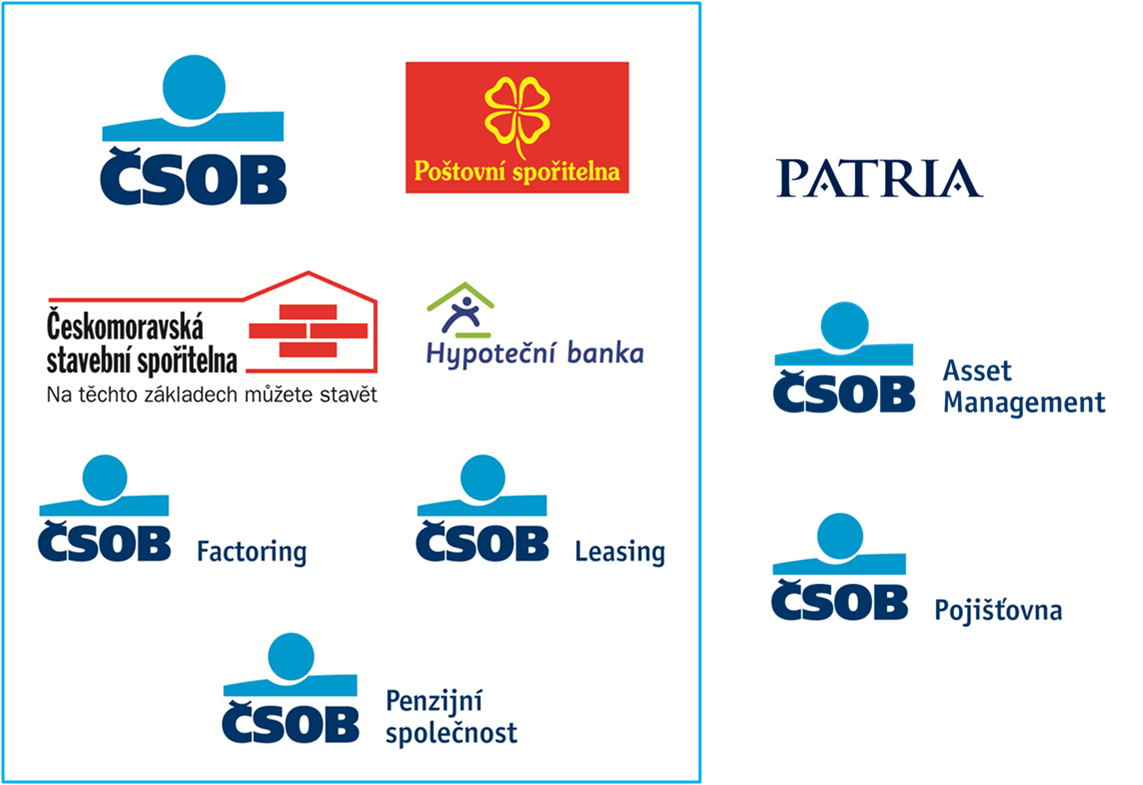 ČSOB
Poštovní spořitelna
Českomoravská
stavební spořitelna
Na těchto základech můžete stavět
Hypoteční banka
ČSOB Factoring
ČSOB Leasing
ČSOB
Penzijní
společnost
PATRIA
ČSOB
Asset
Management
ČSOB Pojišťovna